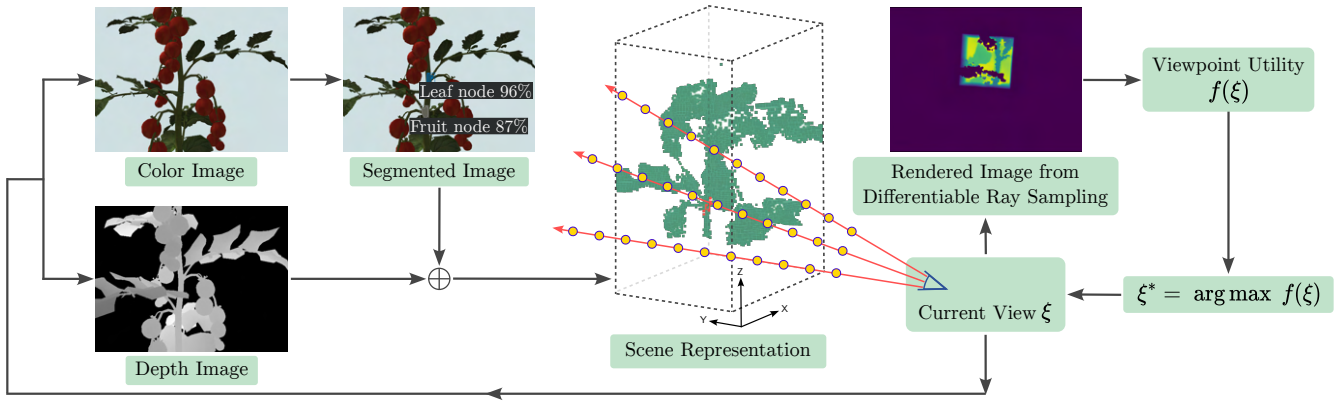 Leaf node 96%
Fruit node 87%
Color Image
Segmented Image
Depth Image
Z
Y
X
Scene Representation
Rendered Image from
Differentiable Ray Sampling
Viewpoint Utility
f(ξ)
ξ* = arg max f(ξ)
Current View ξ